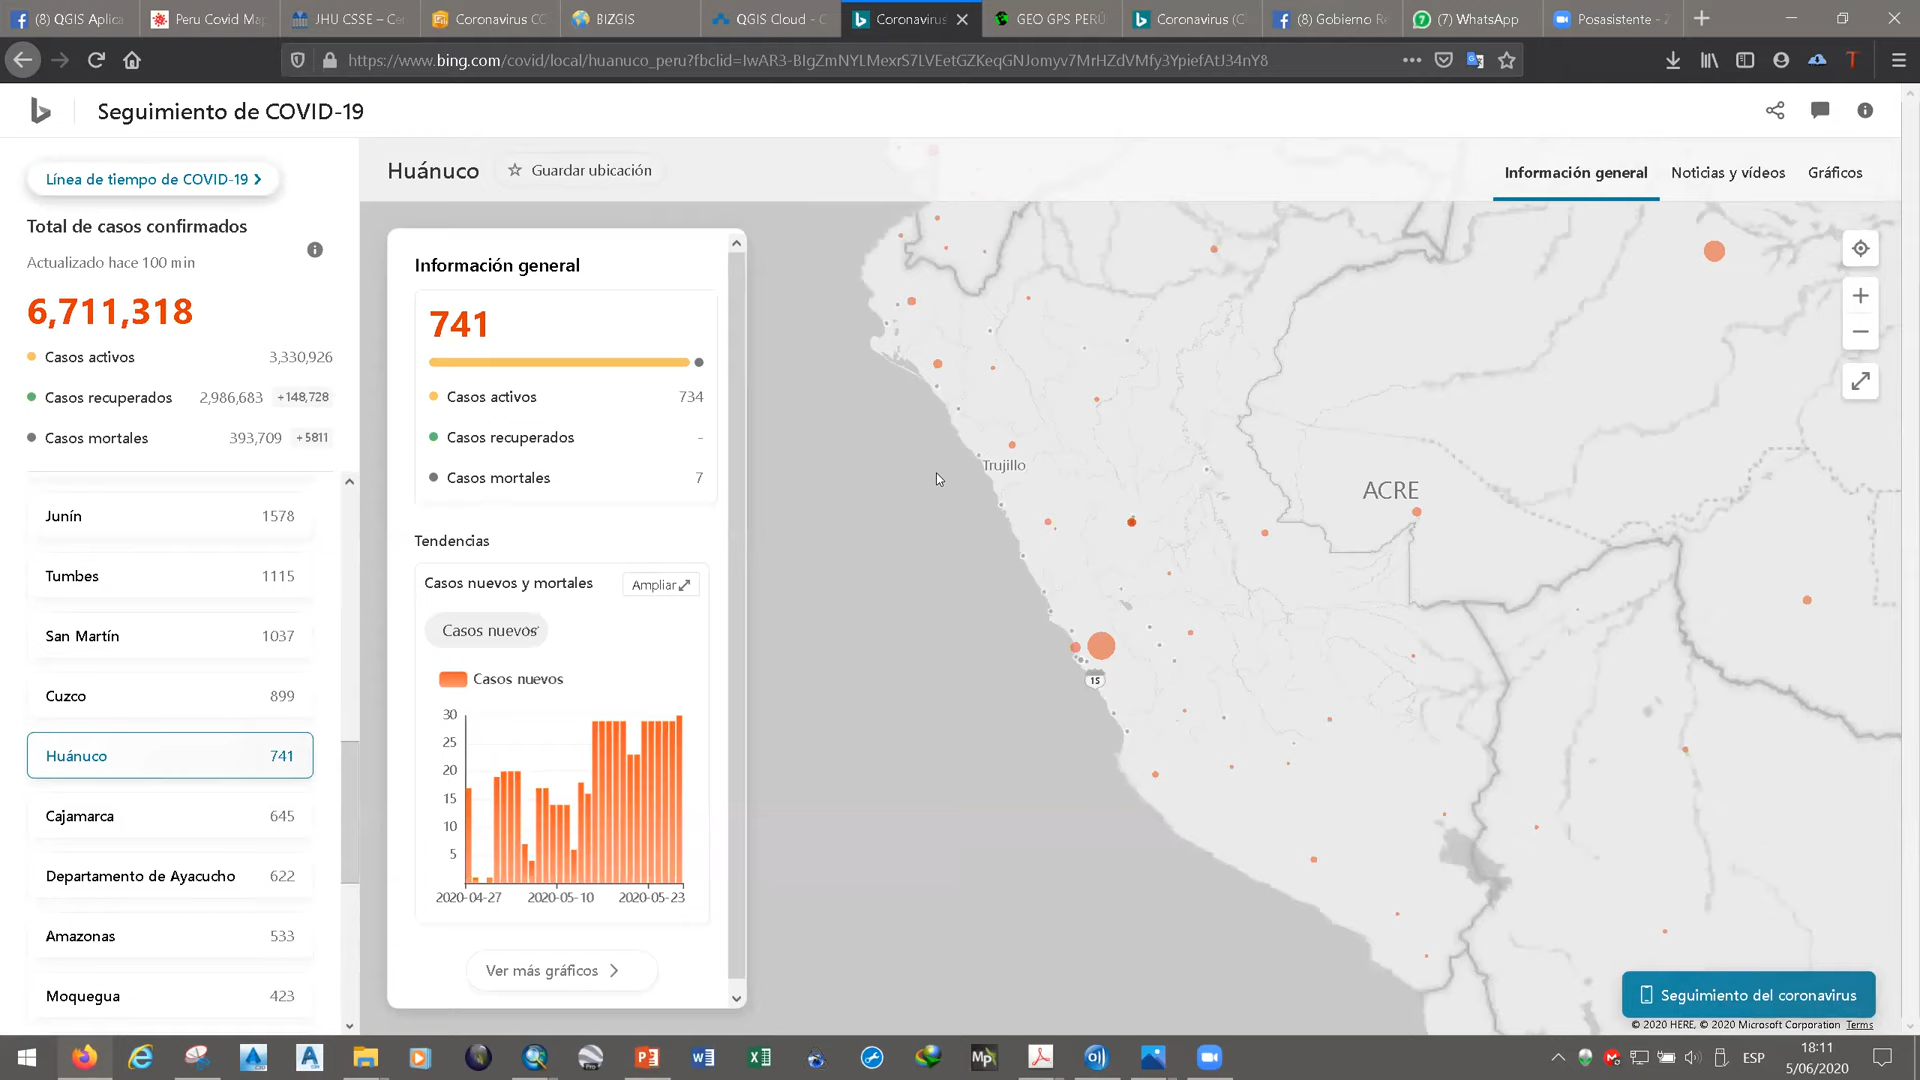 (8) QGIS Aplica
Peru Covid Ma
JHU CSSE – Ce
Coronavirus CO
BIZGIS
QGIS Cloud - C
Coronavirus
GEO GPS PERÚ
Coronavirus (C
(8) Gobierno Re
(7) WhatsApp
Posasistente -
https://www.bing.com/covid/local/huanuco_peru?fbclid=IwAR3-BIgZmNYLMexrS7LVEetGZKeqGNJomyv7MrHZdVMfy3YpiefAtJ34nY8
Seguimiento de COVID-19
Línea de tiempo de COVID-19
Total de casos confirmados
Actualizado hace 100 min
6,711,318
Casos activos 3,330,926
Casos recuperados 2,986,683 +148,728
Casos mortales 393,709 +5811
Junín 1578
Tumbes 1115
San Martín 1037
Cuzco 899
Huánuco 741
Cajamarca 645
Departamento de Ayacucho 622
Amazonas 533
Moquegua 423
Huánuco
Guardar ubicación
Información general
Noticias y vídeos
Gráficos
Información general
741
Casos activos 734
Casos recuperados -
Casos mortales 7
Tendencias
Casos nuevos y mortales
Ampliar
Casos nuevos
Casos nuevos
30
25
20
15
10
5
2020-04-27 2020-05-10 2020-05-23
Ver más gráficos
Trujillo
ACRE
15
Seguimiento del coronavirus
© 2020 HERE, © 2020 Microsoft Corporation Terms
ESP
18:11
5/06/2020